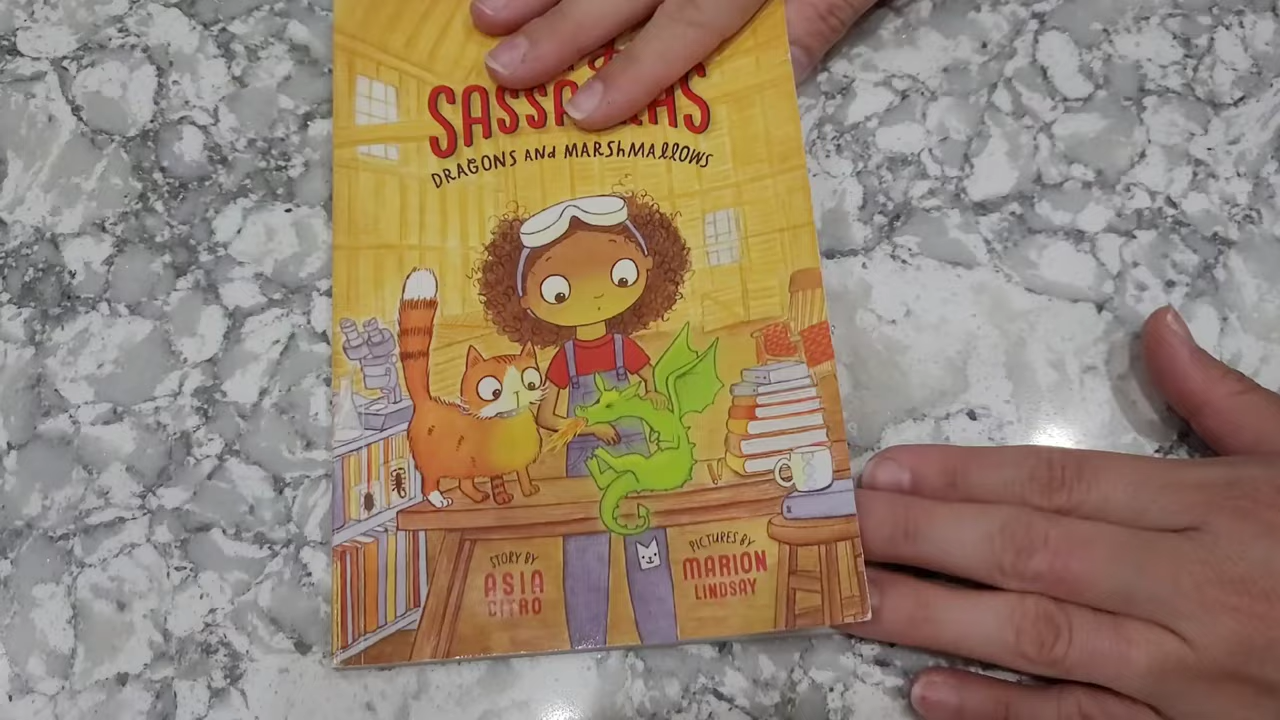 DRAGONS AND MARSHMALLOWS
STORY BY
ASIA
CITRO
PICTURES BY
MARION
LINDSAY